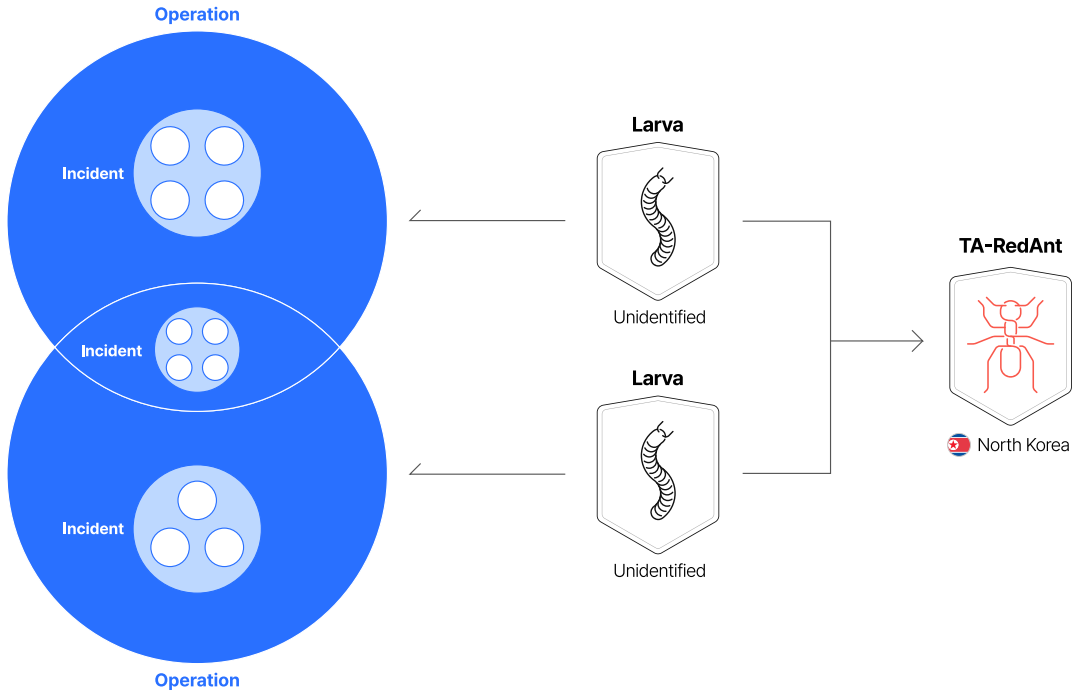 Operation
Incident
Incident
Incident
Operation
Larva
Unidentified
Larva
Unidentified
TA-RedAnt
North Korea